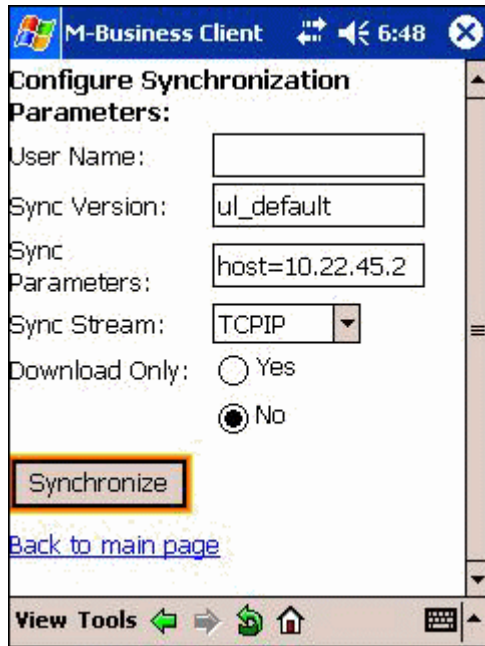 M-Business Client 6:48
Configure Synchronization
Parameters:
User Name:
Sync Version: ul_default
Sync
Parameters: host=10.22.45.2
Sync Stream: TCPIP
Download Only: Yes
No
Synchronize
Back to main page
View Tools